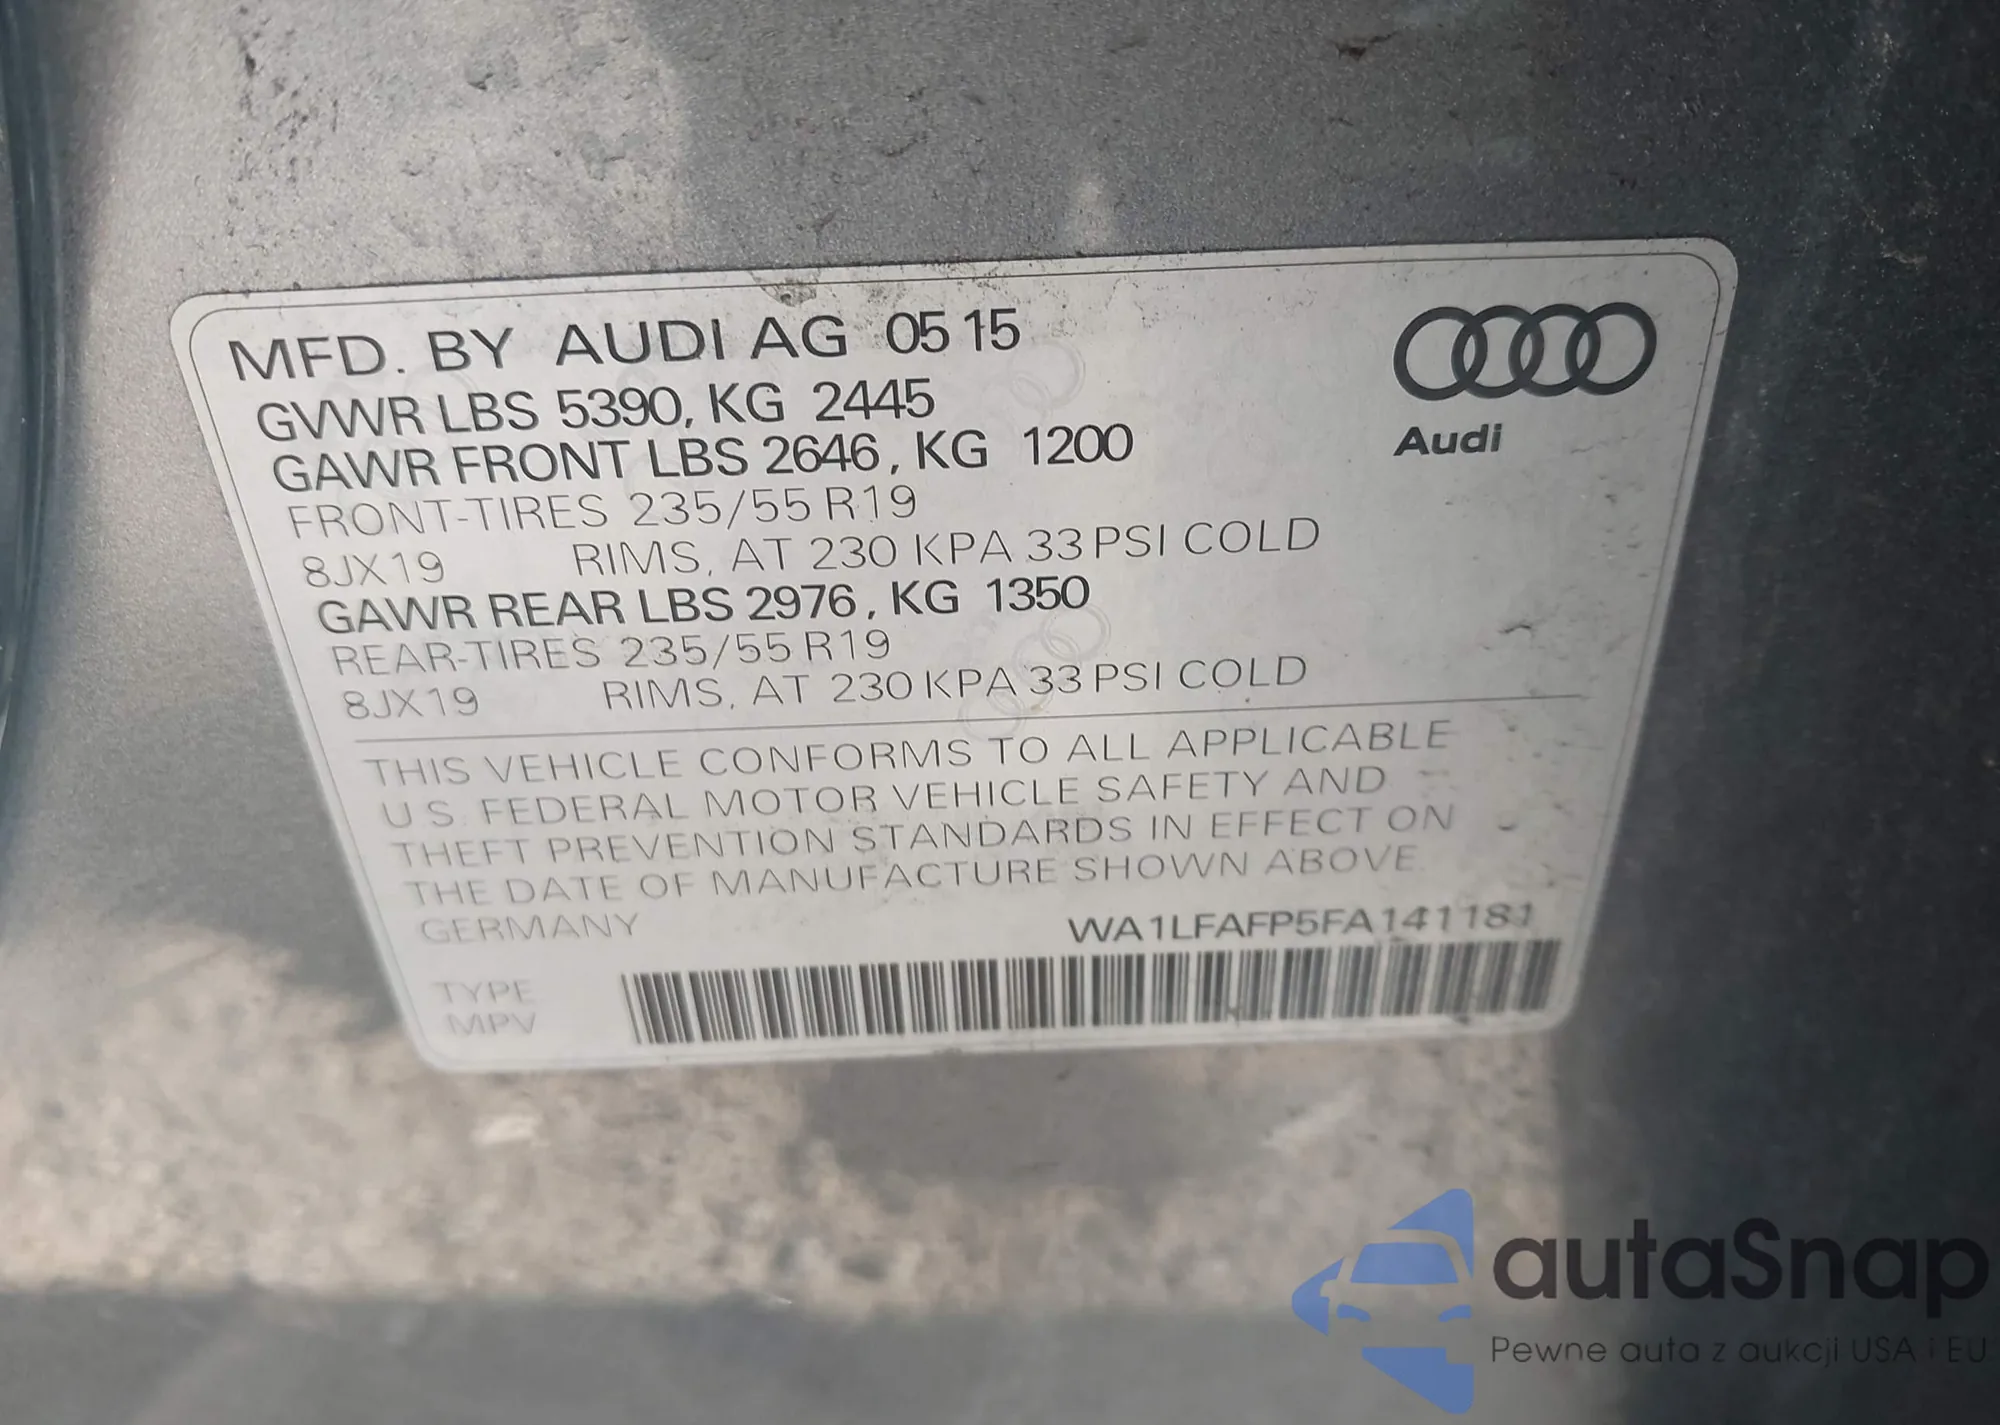 MFD. BY AUDI AG 05 15
GVWR LBS 5390, KG 2445
GAWR FRONT LBS 2646, KG 1200
FRONT-TIRES 235/55 R19
8JX19 RIMS, AT 230 KPA 33 PSI COLD
GAWR REAR LBS 2976, KG 1350
REAR-TIRES 235/55 R19
8JX19 RIMS, AT 230 KPA 33 PSI COLD
Audi
THIS VEHICLE CONFORMS TO ALL APPLICABLE
U.S. FEDERAL MOTOR VEHICLE SAFETY AND
THEFT PREVENTION STANDARDS IN EFFECT ON
THE DATE OF MANUFACTURE SHOWN ABOVE.
GERMANY WA1LFAFP5FA141181
TYPE
MPV
autaSnap
Pewne auta z aukcji USA i EU